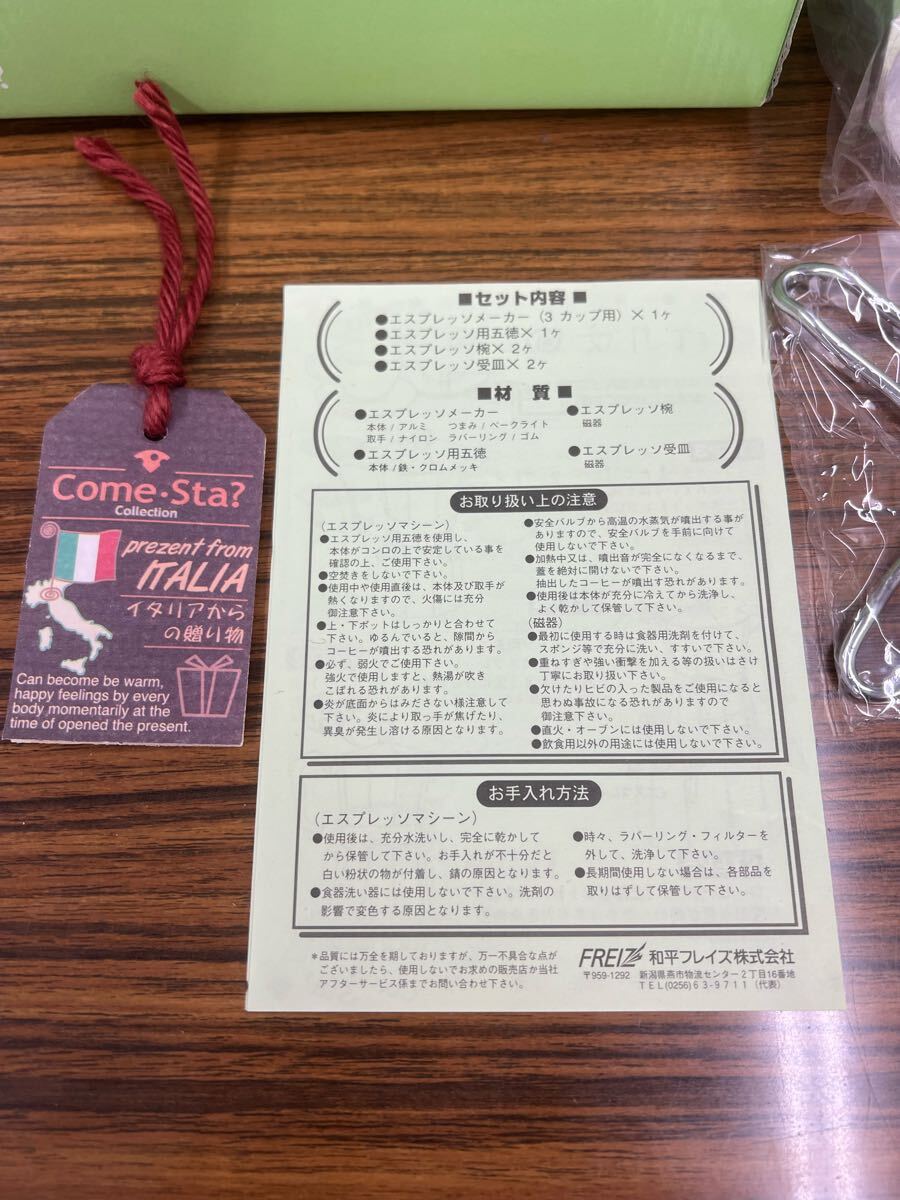 Come・Sta?
Collection
prezent from
ITALIA
イタリアから
の贈り物
Can become be warm,
happy feelings by every
body momentarily at the
time of opened the present.
■セット内容■
●エスプレッソメーカー（3 カップ用）× 1ヶ
●エスプレッソ用五徳× 1ヶ
●エスプレッソ椀× 2ヶ
●エスプレッソ受皿× 2ヶ
■材 質■
●エスプレッソメーカー
本体/アルミ つまみ/ベークライト
取手/ナイロン ラバーリング/ゴム
●エスプレッソ用五徳
本体/鉄・クロムメッキ
●エスプレッソ椀
磁器
●エスプレッソ受皿
磁器
お取り扱い上の注意
（エスプレッソマシーン）
●エスプレッソ用五徳を使用し、
本体がコンロの上で安定している事を
確認の上、ご使用下さい。
●空焚きをしないで下さい。
●使用中や使用直後は、本体及び取手が
熱くなりますので、火傷には充分
御注意下さい。
●上・下ポットはしっかりと合わせて
下さい。ゆるんでいると、隙間から
コーヒーが噴出する恐れがあります。
●必ず、弱火でご使用下さい。
強火で使用しますと、熱湯が吹き
こぼれる恐れがあります。
●炎が底面からはみださない様注意して
下さい。炎により取っ手が焦げたり、
異臭が発生し溶ける原因となります。
●安全バルブから高温の水蒸気が噴出する事が
ありますので、安全バルブを手前に向けて
使用しないで下さい。
●加熱中又は、噴出音が完全になくなるまで、
蓋を絶対に開けないで下さい。
抽出したコーヒーが噴出す恐れがあります。
●使用後は本体が充分に冷えてから洗浄し、
よく乾かして保管して下さい。
（磁器）
●最初に使用する時は食器用洗剤を付けて、
スポンジ等で充分に洗い、すすいで下さい。
●重ねすぎや強い衝撃を加える等の扱いはさけ
丁寧にお取り扱い下さい。
●欠けたりヒビの入った製品をご使用になると
思わぬ事故になる恐れがありますので
御注意下さい。
●直火・オーブンには使用しないで下さい。
●飲食用以外の用途には使用しないで下さい。
お手入れ方法
（エスプレッソマシーン）
●使用後は、充分水洗いし、完全に乾かして
から保管して下さい。お手入れが不十分だと
白い粉状の物が付着し、錆の原因となります。
●食器洗い器には使用しないで下さい。洗剤の
影響で変色する原因となります。
●時々、ラバーリング・フィルターを
外して、洗浄して下さい。
●長期間使用しない場合は、各部品を
取りはずして保管して下さい。
＊品質には万全を期しておりますが、万一不具合な点が
ございましたら、使用しないでお求めの販売店か当社
アフターサービス係までお問い合わせ下さい。
FREIZ 和平フレイズ株式会社
〒959-1292 新潟県燕市物流センター2丁目16番地
TEL(0256)63-9711（代表）